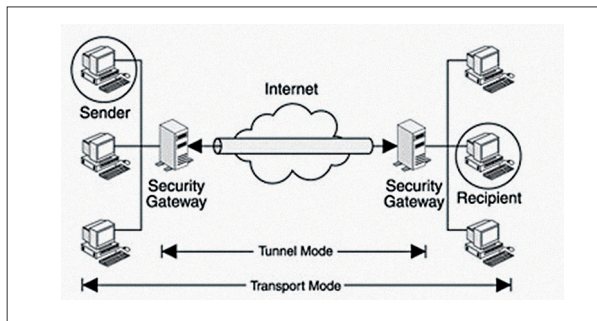 Internet
Sender
Security
Gateway
Security
Gateway
Recipient
Tunnel Mode
Transport Mode